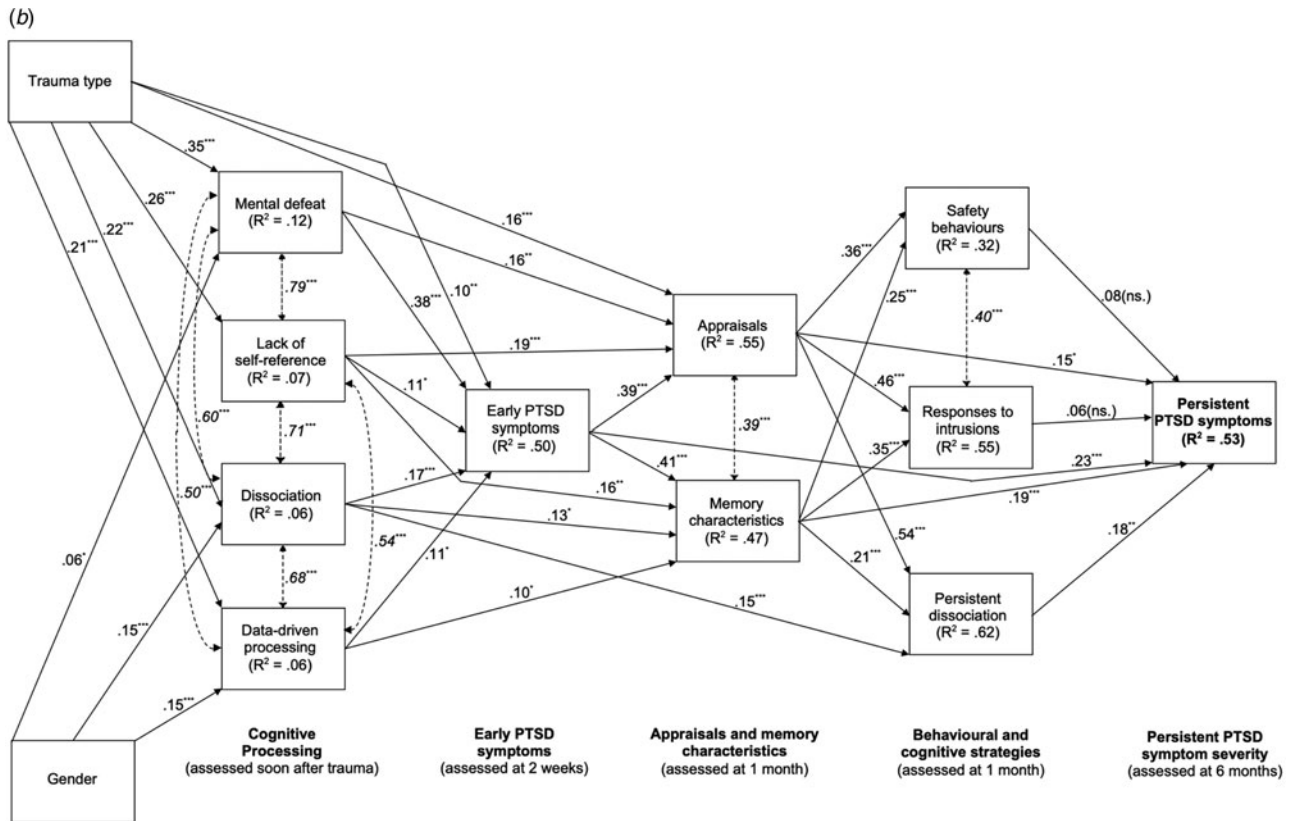 (b)
Trauma type
.35***
.26***
.22***
.21***
Mental defeat
(R² = .12)
.16***
.16**
.10**
.38***
.79***
Lack of
self-reference
(R² = .07)
.19***
.11*
.60***
.71***
Early PTSD
symptoms
(R² = .50)
.39***
.41***
Appraisals
(R² = .55)
.39***
Safety
behaviours
(R² = .32)
.36***
.25***
.40***
.08(ns.)
.15*
.46***
Responses to
intrusions
(R² = .55)
.06(ns.)
.35***
.23***
.19***
Persistent
PTSD symptoms
(R² = .53)
.50***
Dissociation
(R² = .06)
.17***
.16**
.13*
Memory
characteristics
(R² = .47)
.54***
.54***
.18**
.06*
.68***
.11*
.10*
.21***
.15***
Persistent
dissociation
(R² = .62)
.15***
Data-driven
processing
(R² = .06)
.15***
Gender
Cognitive
Processing
(assessed soon after trauma)
Early PTSD
symptoms
(assessed at 2 weeks)
Appraisals and memory
characteristics
(assessed at 1 month)
Behavioural and
cognitive strategies
(assessed at 1 month)
Persistent PTSD
symptom severity
(assessed at 6 months)